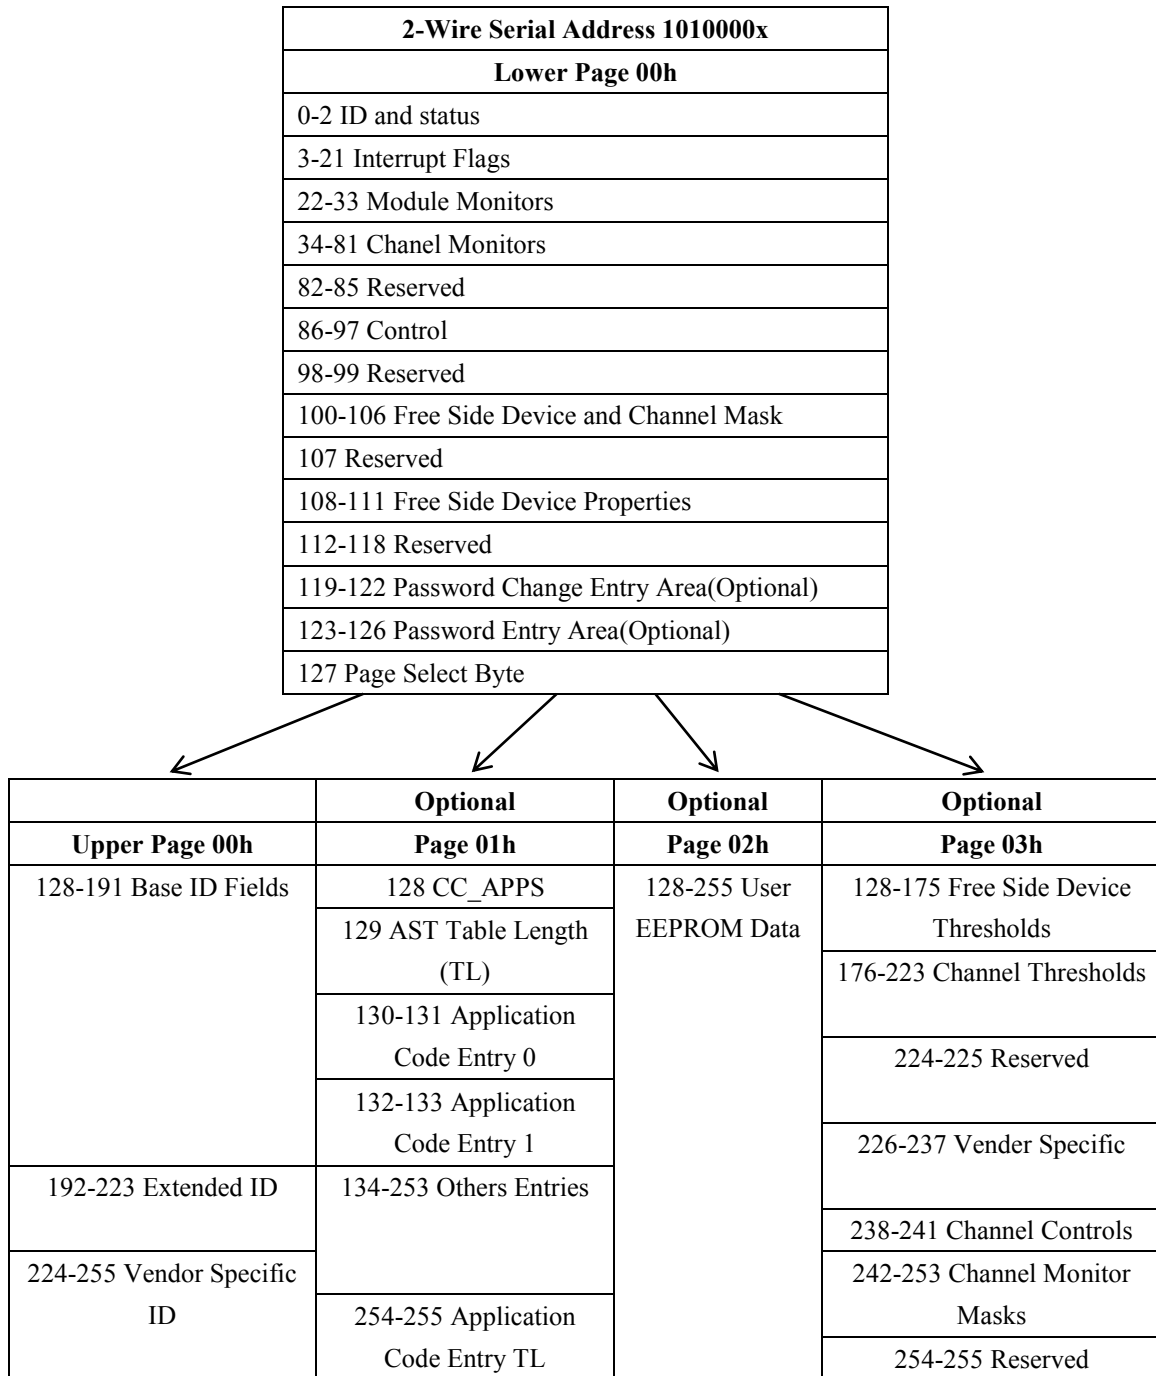 2-Wire Serial Address 1010000x
Lower Page 00h
0-2 ID and status
3-21 Interrupt Flags
22-33 Module Monitors
34-81 Chanel Monitors
82-85 Reserved
86-97 Control
98-99 Reserved
100-106 Free Side Device and Channel Mask
107 Reserved
108-111 Free Side Device Properties
112-118 Reserved
119-122 Password Change Entry Area(Optional)
123-126 Password Entry Area(Optional)
127 Page Select Byte
Upper Page 00h
128-191 Base ID Fields
192-223 Extended ID
224-255 Vendor Specific
ID
Optional
Page 01h
128 CC_APPS
129 AST Table Length
(TL)
130-131 Application
Code Entry 0
132-133 Application
Code Entry 1
134-253 Others Entries
254-255 Application
Code Entry TL
Optional
Page 02h
128-255 User
EEPROM Data
Optional
Page 03h
128-175 Free Side Device
Thresholds
176-223 Channel Thresholds
224-225 Reserved
226-237 Vender Specific
238-241 Channel Controls
242-253 Channel Monitor
Masks
254-255 Reserved